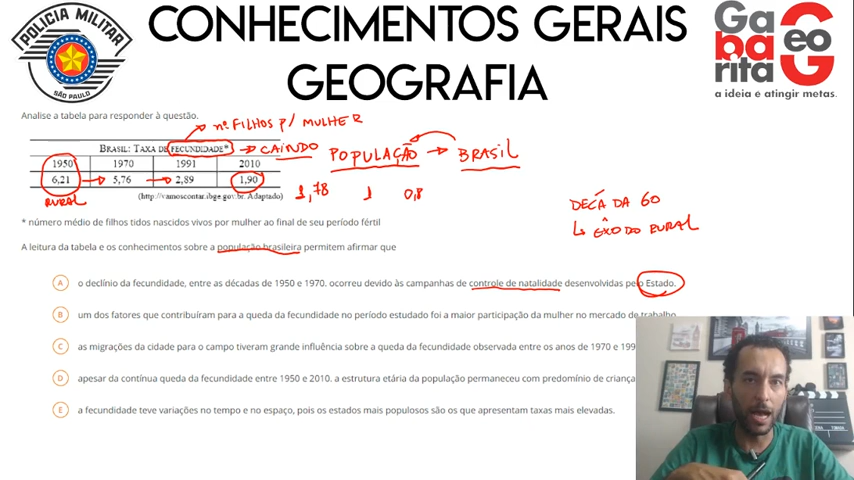 POLÍCIA MILITAR
SÃO PAULO
CONHECIMENTOS GERAIS
GEOGRAFIA
Gabarita Geo G
a ideia e atingir metas.
Analise a tabela para responder à questão.
nº FILHOS P/ MULHER
BRASIL: TAXA DE FECUNDIDADE* → CAINDO
POPULAÇÃO → BRASIL
1950 1970 1991 2010
6,21 5,76 2,89 1,90
1,78 1 0,8
RURAL
(http://vamoscontar.ibge.gov.br. Adaptado)
DECÁDA 60
↳ ÊXODO RURAL
* número médio de filhos tidos nascidos vivos por mulher ao final de seu período fértil
A leitura da tabela e os conhecimentos sobre a população brasileira permitem afirmar que
A o declínio da fecundidade, entre as décadas de 1950 e 1970. ocorreu devido às campanhas de controle de natalidade desenvolvidas pelo Estado.
B um dos fatores que contribuíram para a queda da fecundidade no período estudado foi a maior participação da mulher no mercado de trabalho.
C as migrações da cidade para o campo tiveram grande influência sobre a queda da fecundidade observada entre os anos de 1970 e 199
D apesar da contínua queda da fecundidade entre 1950 e 2010. a estrutura etária da população permaneceu com predomínio de criança
E a fecundidade teve variações no tempo e no espaço, pois os estados mais populosos são os que apresentam taxas mais elevadas.